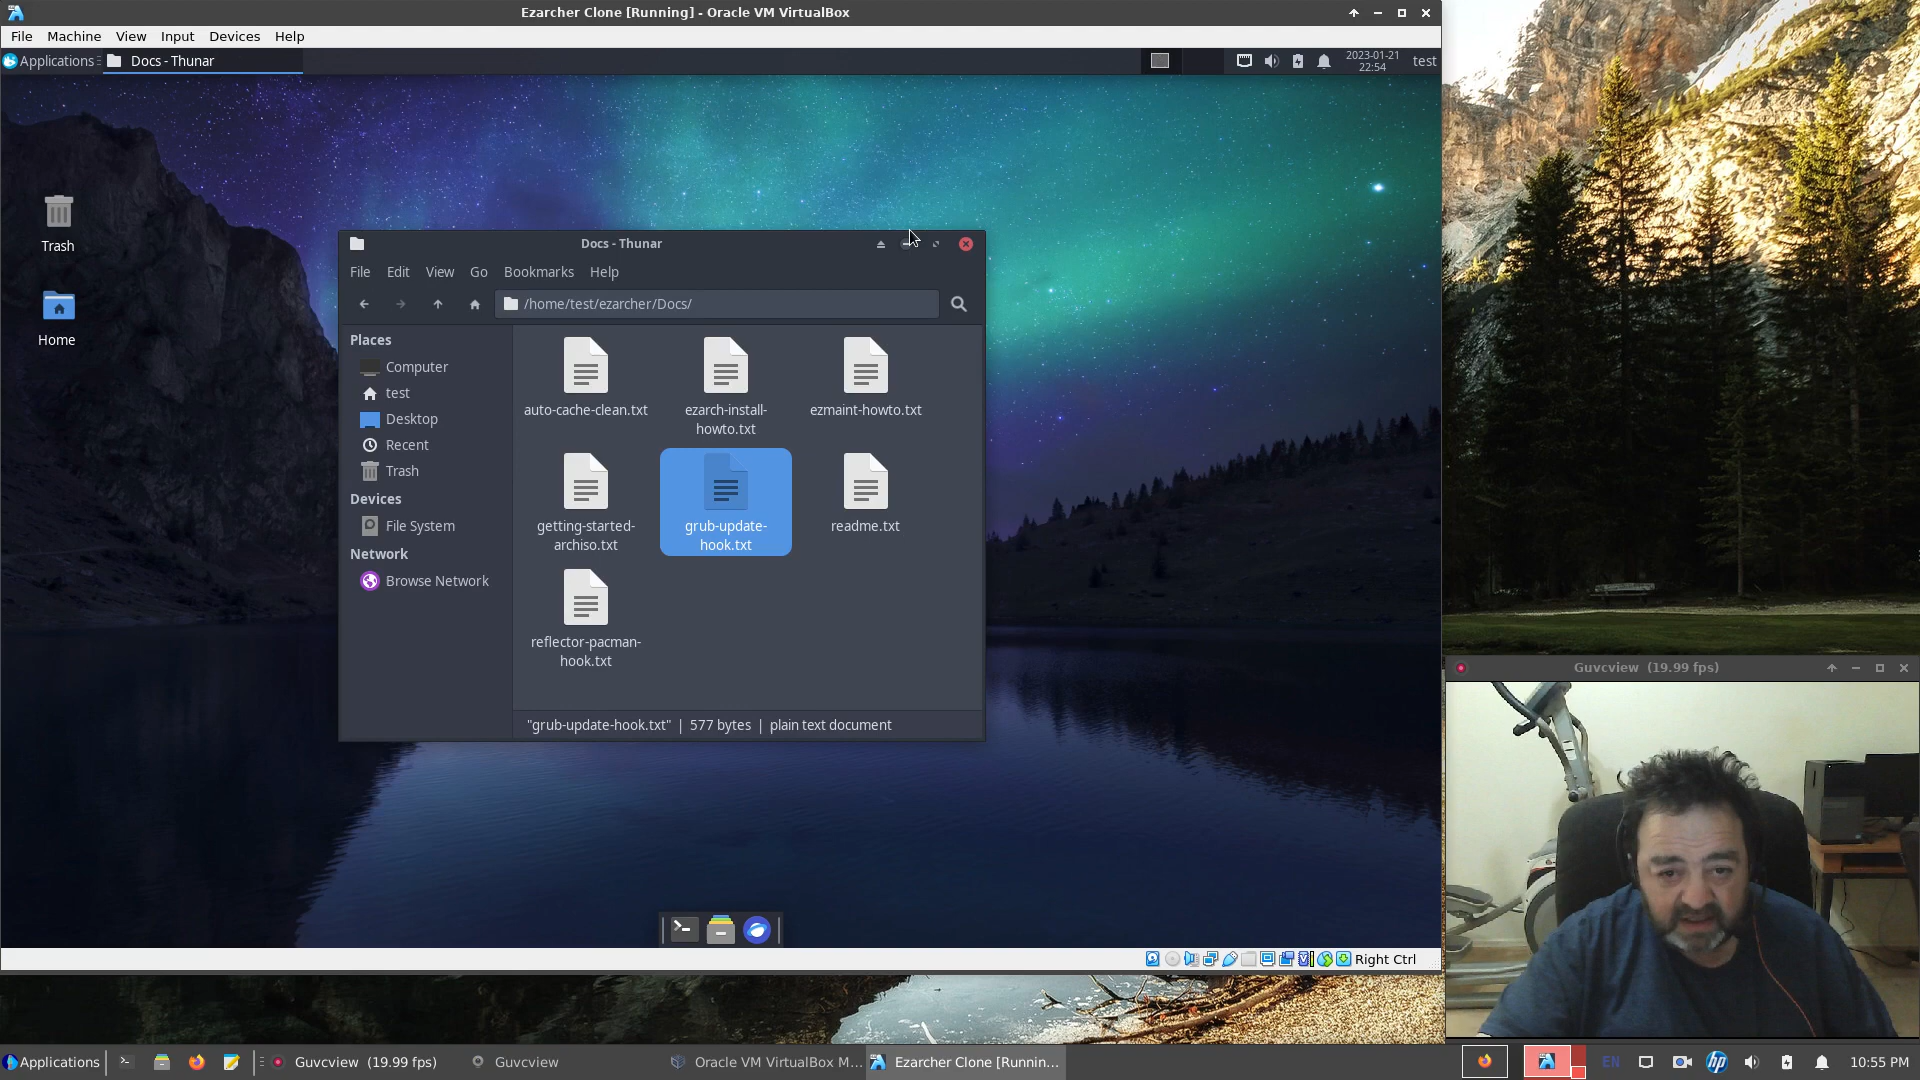 Ezarcher Clone [Running] - Oracle VM VirtualBox
File Machine View Input Devices Help
Applications Docs - Thunar
2023-01-21
22:54
test
Trash
Home
Docs - Thunar
File Edit View Go Bookmarks Help
/home/test/ezarcher/Docs/
Places
Computer
test
Desktop
Recent
Trash
Devices
File System
Network
Browse Network
auto-cache-clean.txt
ezarch-install-
howto.txt
ezmaint-howto.txt
getting-started-
archiso.txt
grub-update-
hook.txt
readme.txt
reflector-pacman-
hook.txt
"grub-update-hook.txt" | 577 bytes | plain text document
Right Ctrl
Guvcview (19.99 fps)
Applications
Guvcview (19.99 fps)
Guvcview
Oracle VM VirtualBox M...
Ezarcher Clone [Runnin...
EN
hp
10:55 PM